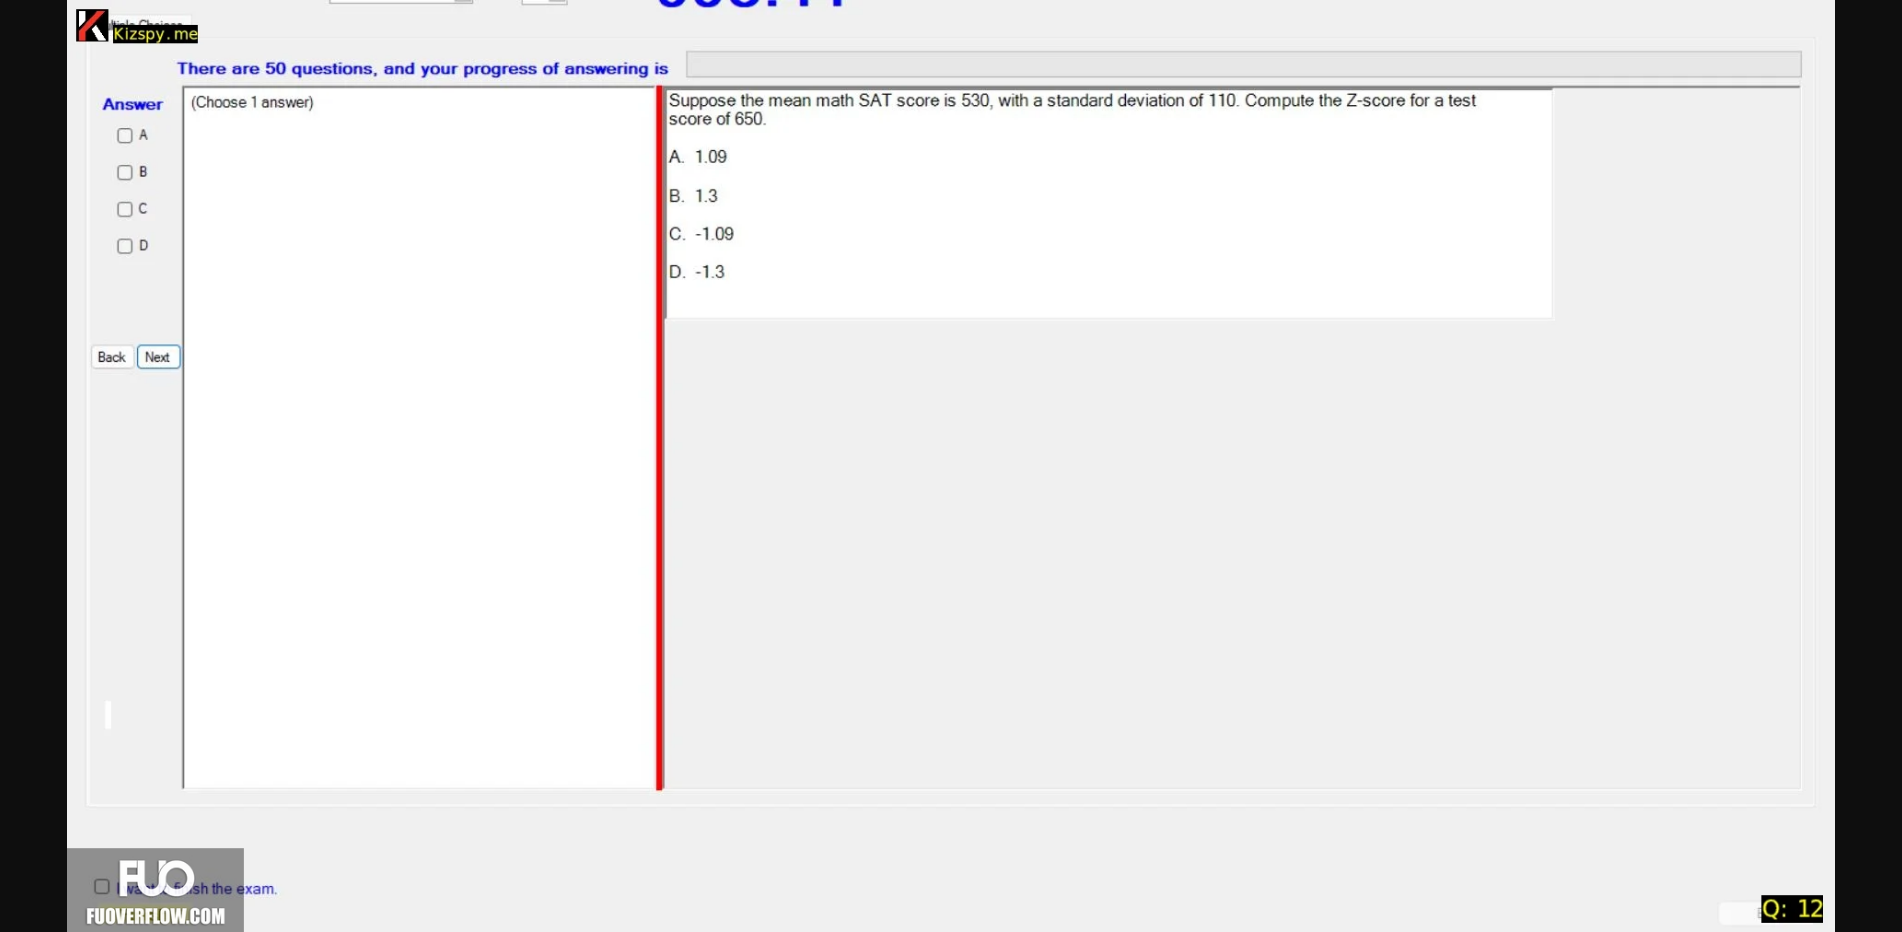 Kizspy.me
There are 50 questions, and your progress of answering is
Answer
(Choose 1 answer)
A
B
C
D
Back
Next
Suppose the mean math SAT score is 530, with a standard deviation of 110. Compute the Z-score for a test
score of 650.
A. 1.09
B. 1.3
C. -1.09
D. -1.3
FUO
the exam.
FUOVERFLOW.COM
Q: 12